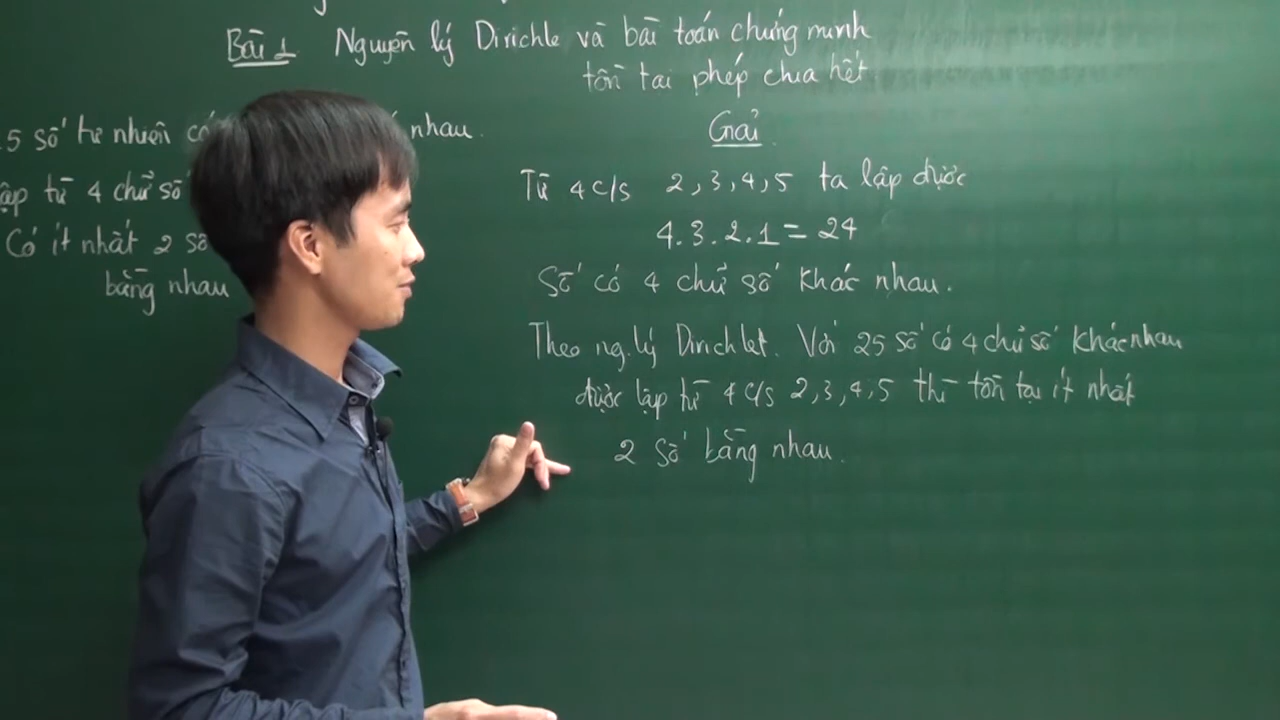 Bài 1 Nguyên lý Dirichle và bài toán chứng minh
tồn tại phép chia hết
5 số tự nhiên có nhau.
lập từ 4 chữ số
Có ít nhất 2 số
bằng nhau
Giải
Từ 4 c/s 2, 3, 4, 5 ta lập được
4.3.2.1 = 24
Số có 4 chữ số khác nhau.
Theo ng.lý Dirichlet. Với 25 số có 4 chữ số khác nhau
được lập từ 4 c/s 2, 3, 4, 5 thì tồn tại ít nhất
2 số bằng nhau.